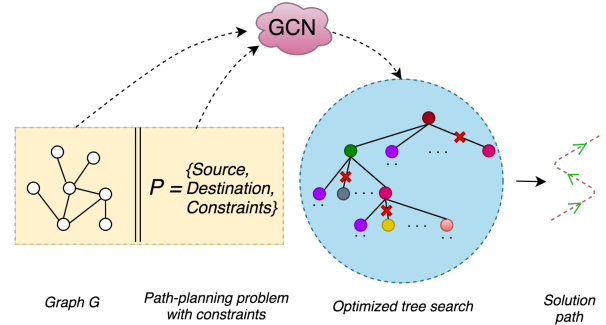 GCN
P = {Source,
Destination,
Constraints}
Graph G
Path-planning problem
with constraints
Optimized tree search
Solution
path